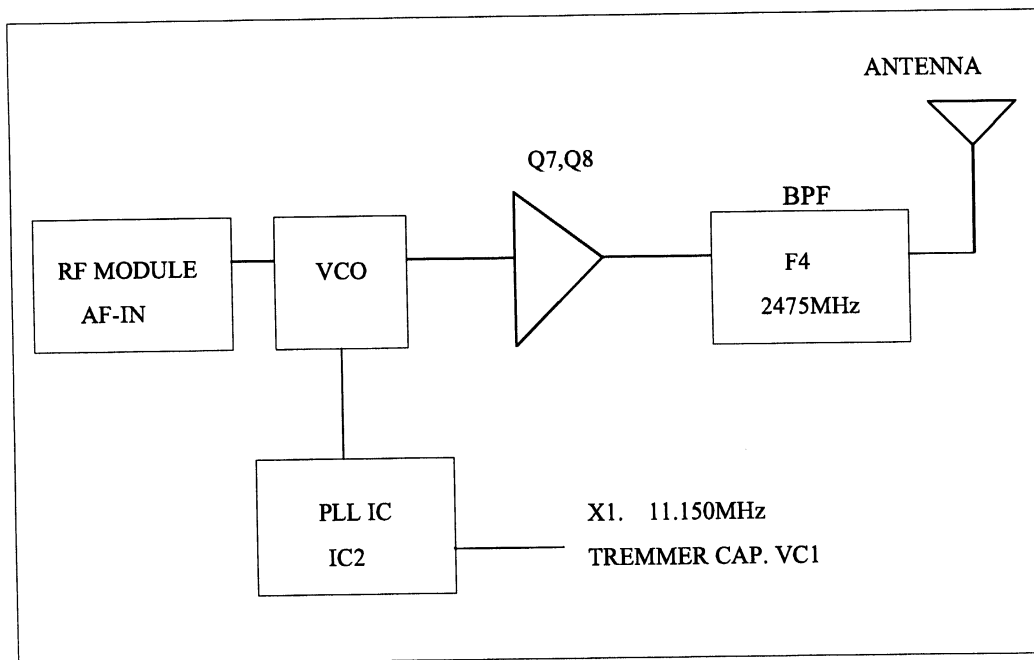 ANTENNA
Q7,Q8
BPF
RF MODULE
AF-IN
VCO
F4
2475MHz
PLL IC
IC2
X1. 11.150MHz
TREMMER CAP. VC1